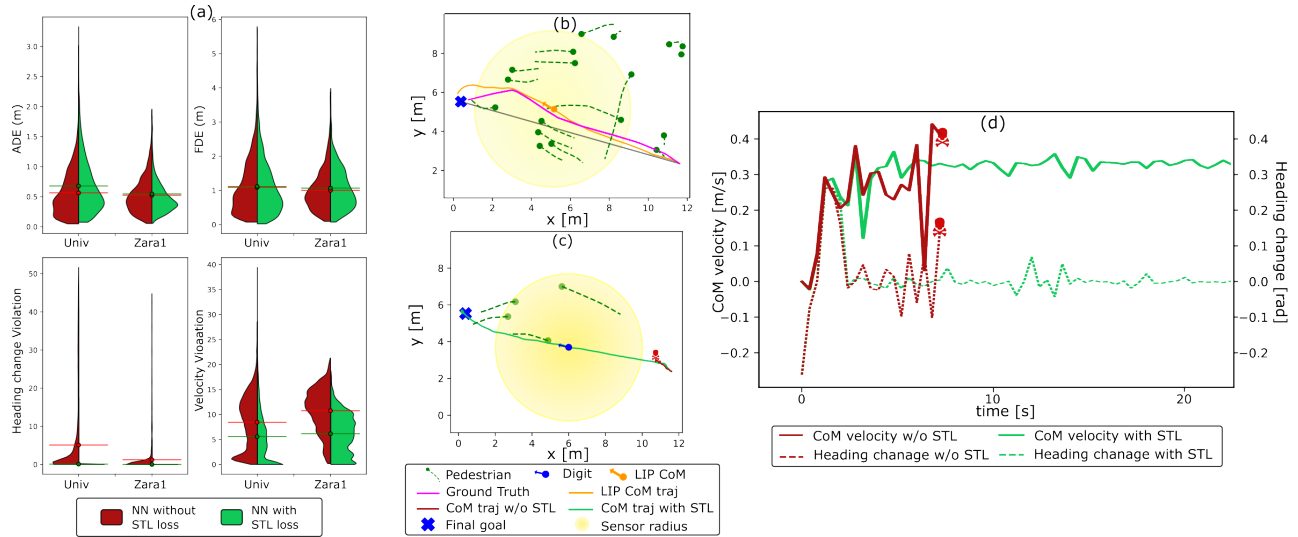 (a)
ADE (m)
3.0
2.5
2.0
1.5
1.0
0.5
0.0
Univ
Zara1
FDE (m)
6
5
4
3
2
1
0
Univ
Zara1
Heading change Violation
50
40
30
20
10
0
Univ
Zara1
Velocity Vioaation
40
35
30
25
20
15
10
5
0
Univ
Zara1
NN without
STL loss
NN with
STL loss
(b)
y [m]
8
6
4
2
0
2
4
6
8
10
12
x [m]
(c)
y [m]
8
6
4
2
0
0
2
4
6
8
10
12
x [m]
Pedestrian
Digit
LIP CoM
Ground Truth
LIP CoM traj
CoM traj w/o STL
CoM traj with STL
Final goal
Sensor radius
(d)
CoM velocity [m/s]
0.4
0.3
0.2
0.1
0.0
−0.1
−0.2
0
10
20
time [s]
0.4
0.3
0.2
0.1
0.0
−0.1
−0.2
Heading change [rad]
CoM velocity w/o STL
CoM velocity with STL
Heading chanage w/o STL
Heading chanage with STL